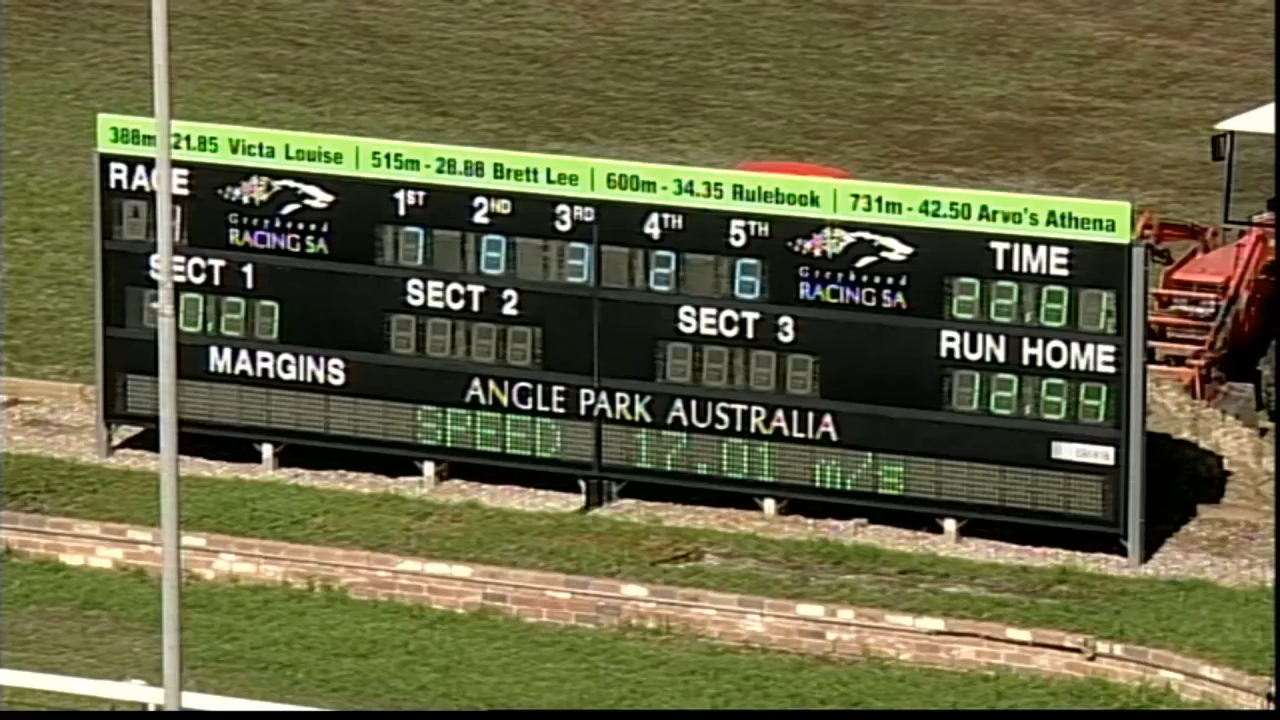 388m 21.85 Victa Louise | 515m - 28.88 Brett Lee | 600m - 34.35 Rulebook | 731m - 42.50 Arvo's Athena
RACE
Greyhound
RACING SA
1ST 2ND 3RD 4TH 5TH
8 3 2 6
Greyhound
RACING SA
TIME
22.81
SECT 1
0.27
SECT 2
SECT 3
RUN HOME
12.54
MARGINS
ANGLE PARK AUSTRALIA
SPEED 17.01 m/s